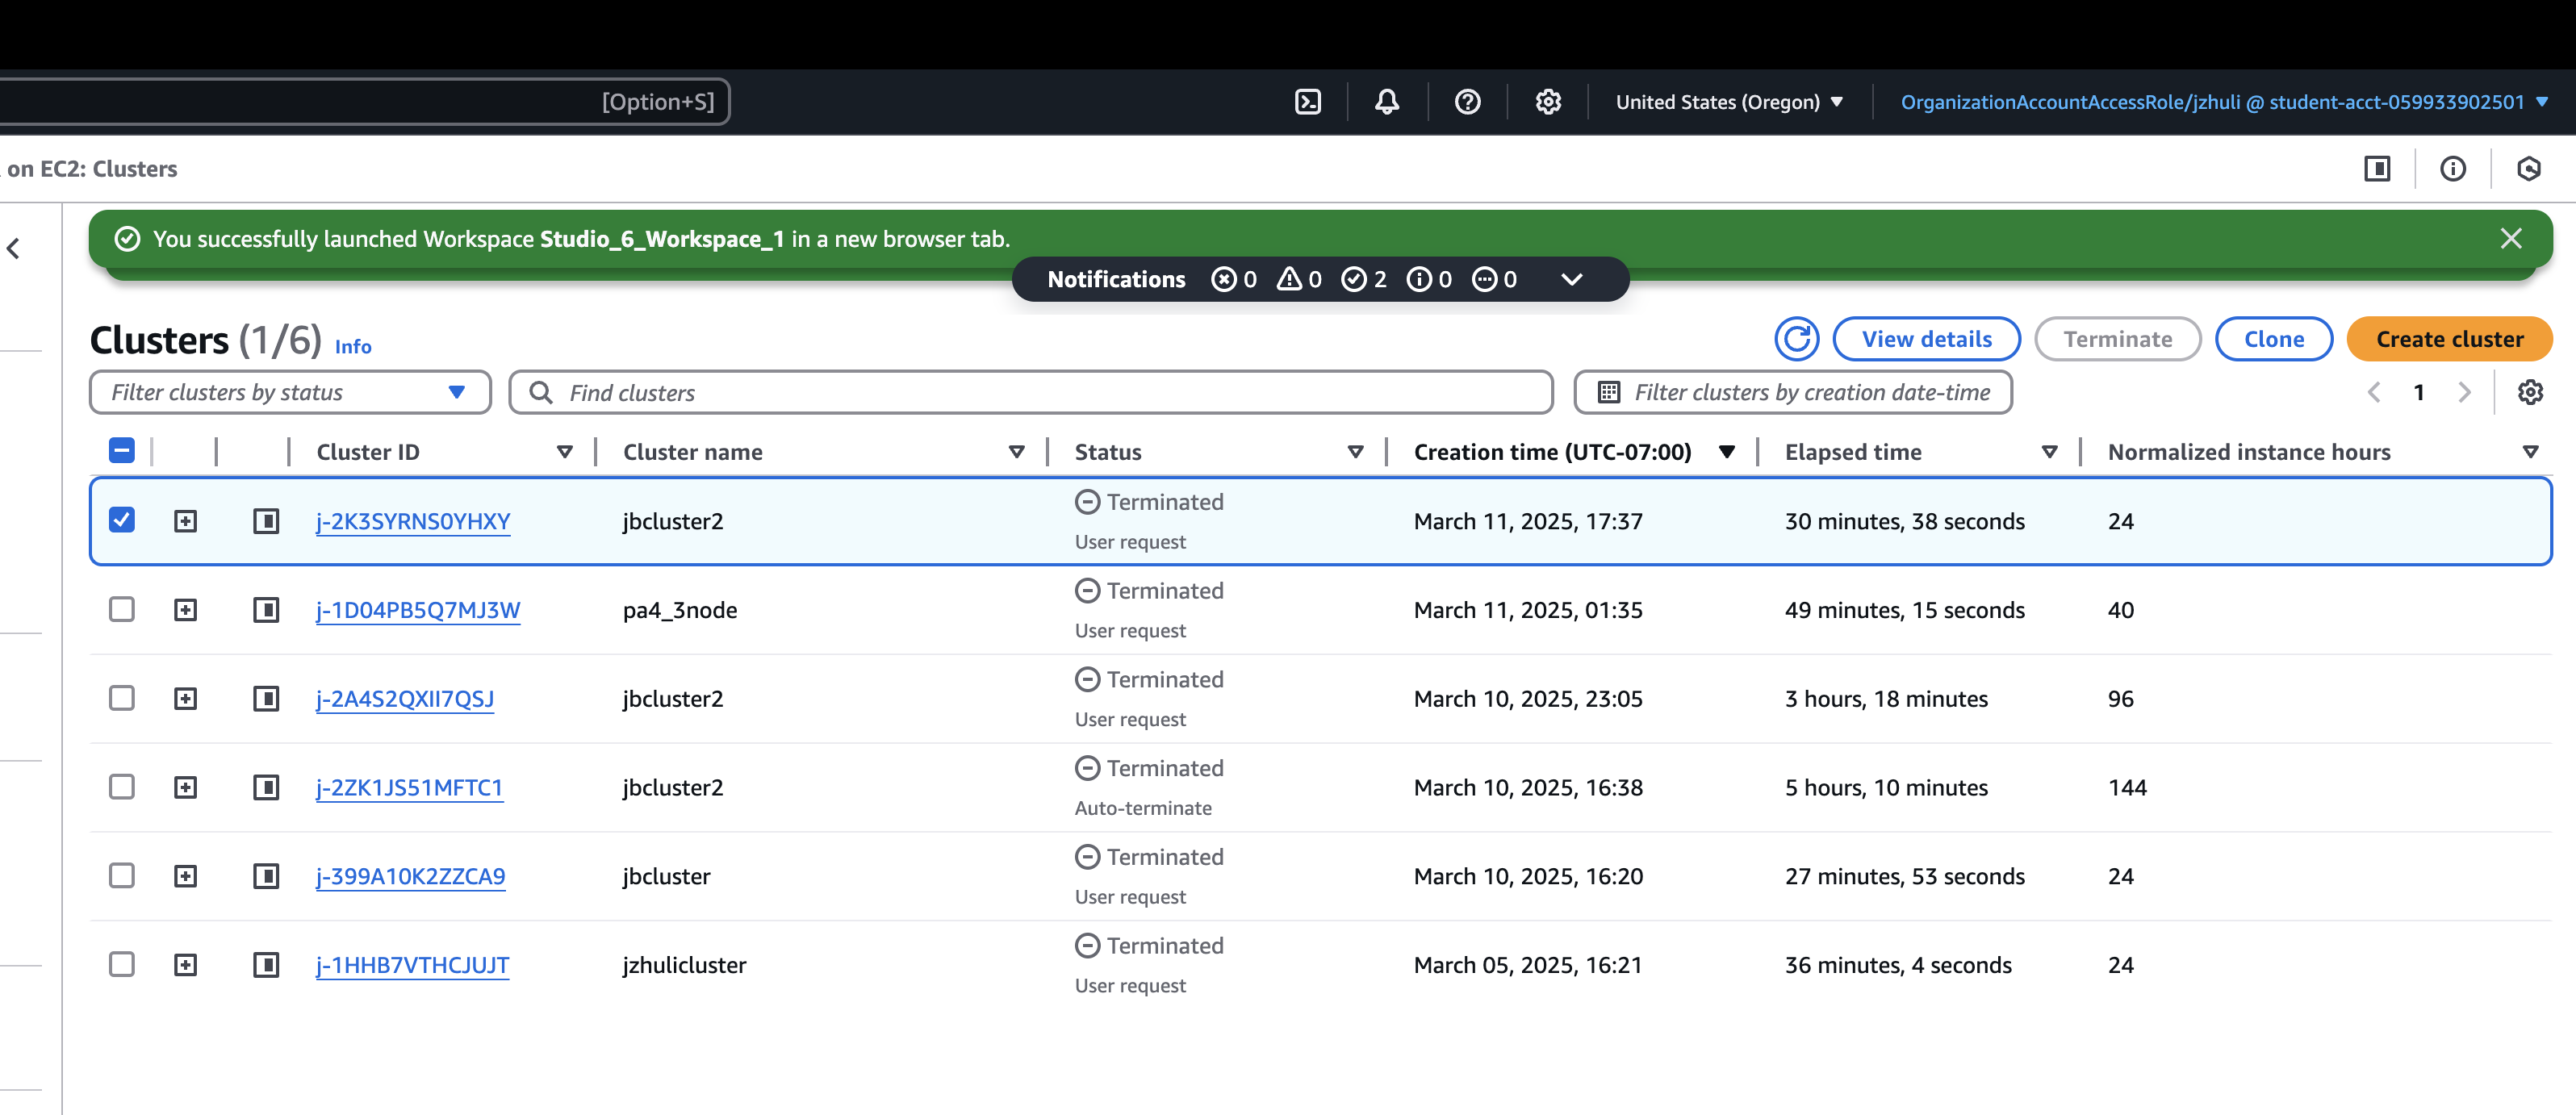 [Option+S]
United States (Oregon)
OrganizationAccountAccessRole/jzhuli @ student-acct-059933902501
on EC2: Clusters
You successfully launched Workspace Studio_6_Workspace_1 in a new browser tab.
Notifications 0 0 2 0 0
Clusters (1/6) Info
View details
Terminate
Clone
Create cluster
Filter clusters by status
Find clusters
Filter clusters by creation date-time
1
Cluster ID Cluster name Status Creation time (UTC-07:00) Elapsed time Normalized instance hours
j-2K3SYRNS0YHXY jbcluster2 Terminated March 11, 2025, 17:37 30 minutes, 38 seconds 24
User request
j-1D04PB5Q7MJ3W pa4_3node Terminated March 11, 2025, 01:35 49 minutes, 15 seconds 40
User request
j-2A4S2QXII7QSJ jbcluster2 Terminated March 10, 2025, 23:05 3 hours, 18 minutes 96
User request
j-2ZK1JS51MFTC1 jbcluster2 Terminated March 10, 2025, 16:38 5 hours, 10 minutes 144
Auto-terminate
j-399A10K2ZZCA9 jbcluster Terminated March 10, 2025, 16:20 27 minutes, 53 seconds 24
User request
j-1HHB7VTHCJUJT jzhulicluster Terminated March 05, 2025, 16:21 36 minutes, 4 seconds 24
User request